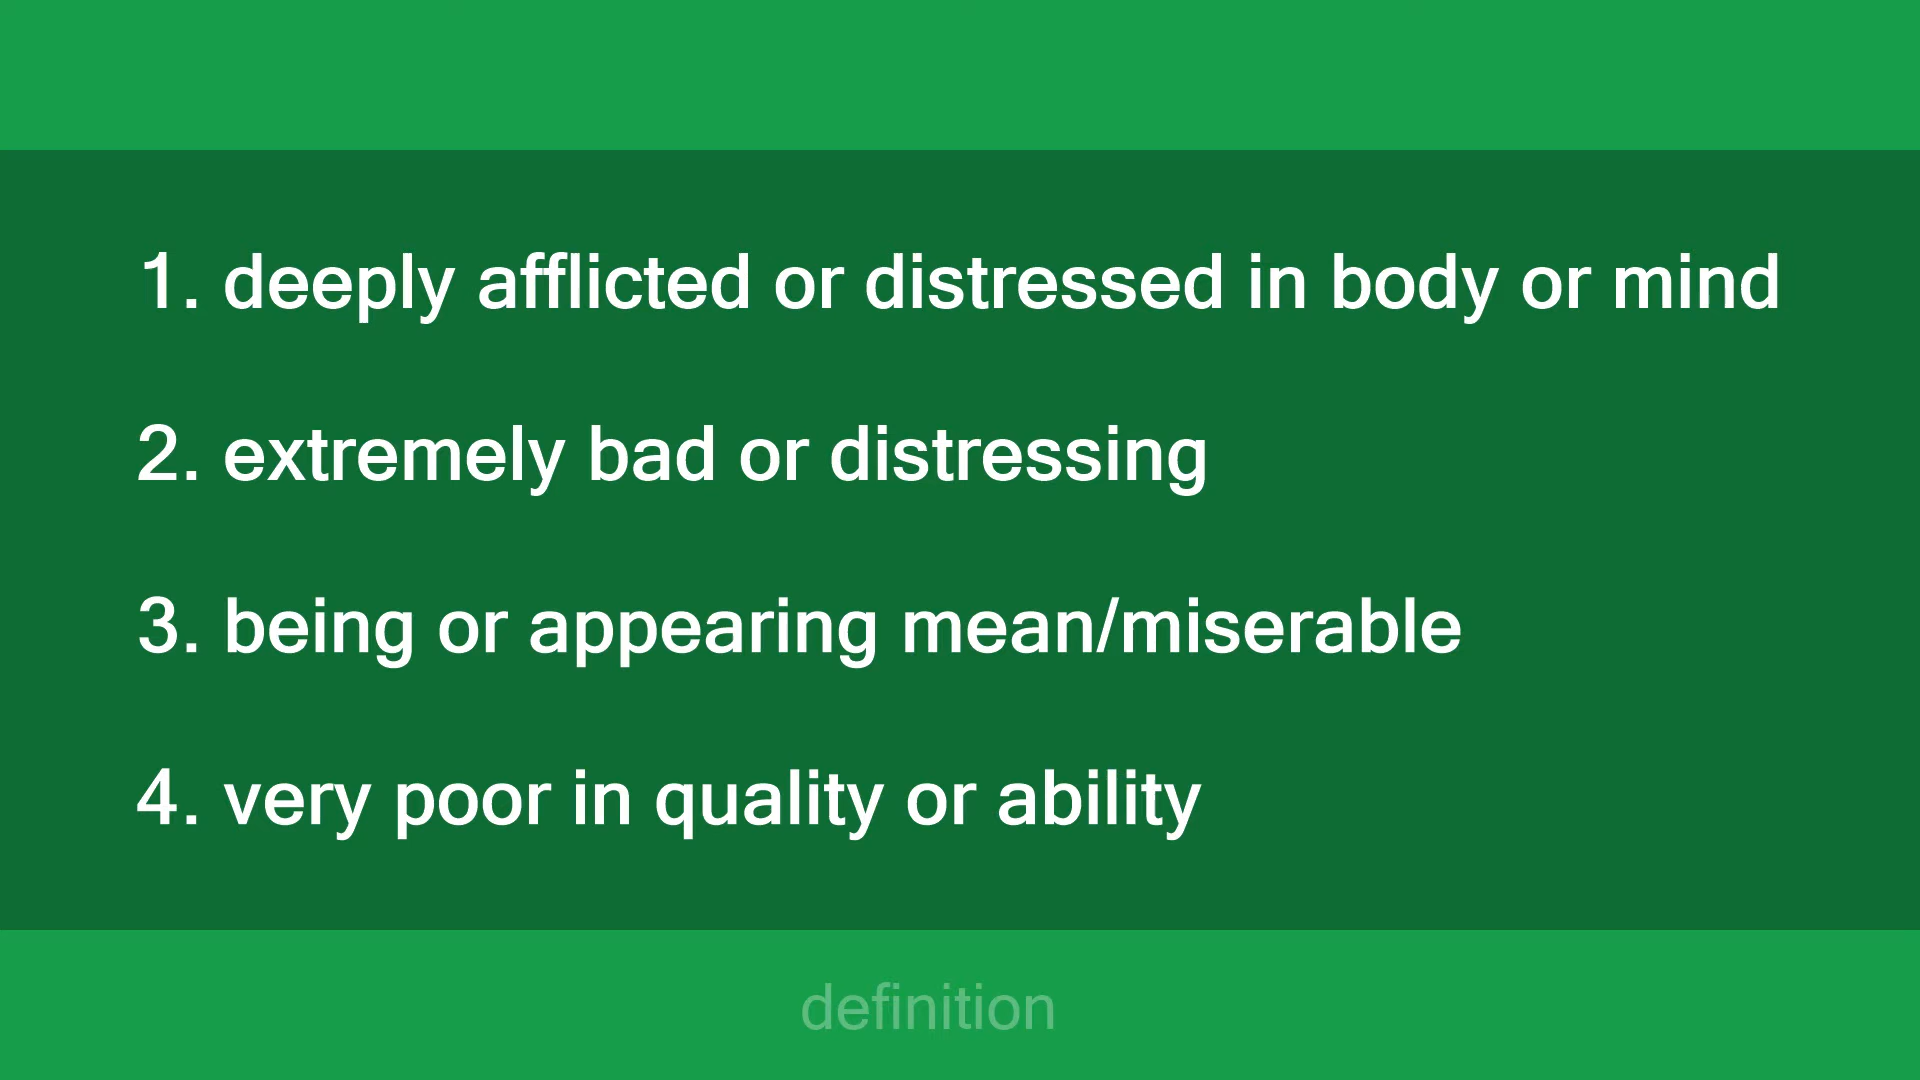 1. deeply afflicted or distressed in body or mind
2. extremely bad or distressing
3. being or appearing mean/miserable
4. very poor in quality or ability
definition